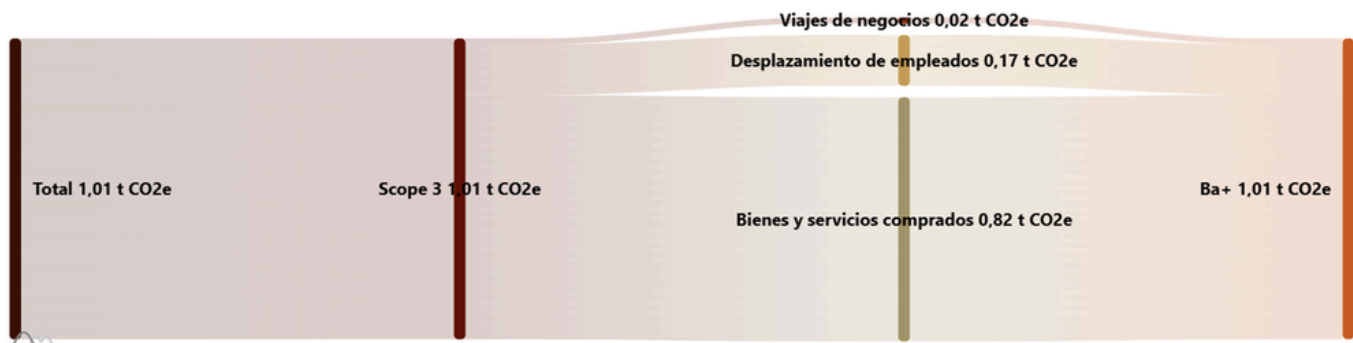 Viajes de negocios 0,02 t CO2e
Desplazamiento de empleados 0,17 t CO2e
Total 1,01 t CO2e
Scope 3 1,01 t CO2e
Ba+ 1,01 t CO2e
Bienes y servicios comprados 0,82 t CO2e